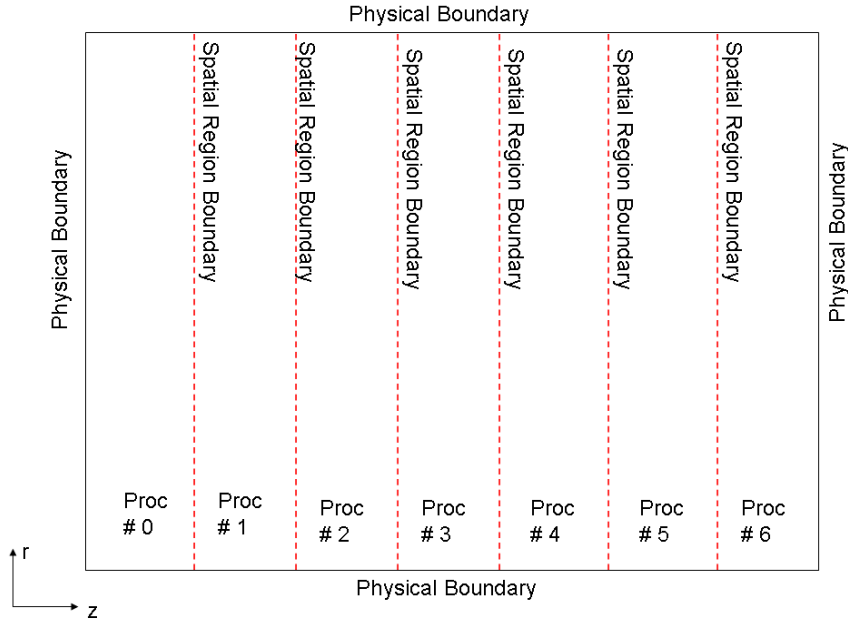 Physical Boundary
Physical Boundary
Spatial Region Boundary
Spatial Region Boundary
Spatial Region Boundary
Spatial Region Boundary
Spatial Region Boundary
Spatial Region Boundary
Physical Boundary
Proc
# 0
Proc
# 1
Proc
# 2
Proc
# 3
Proc
# 4
Proc
# 5
Proc
# 6
r
z
Physical Boundary